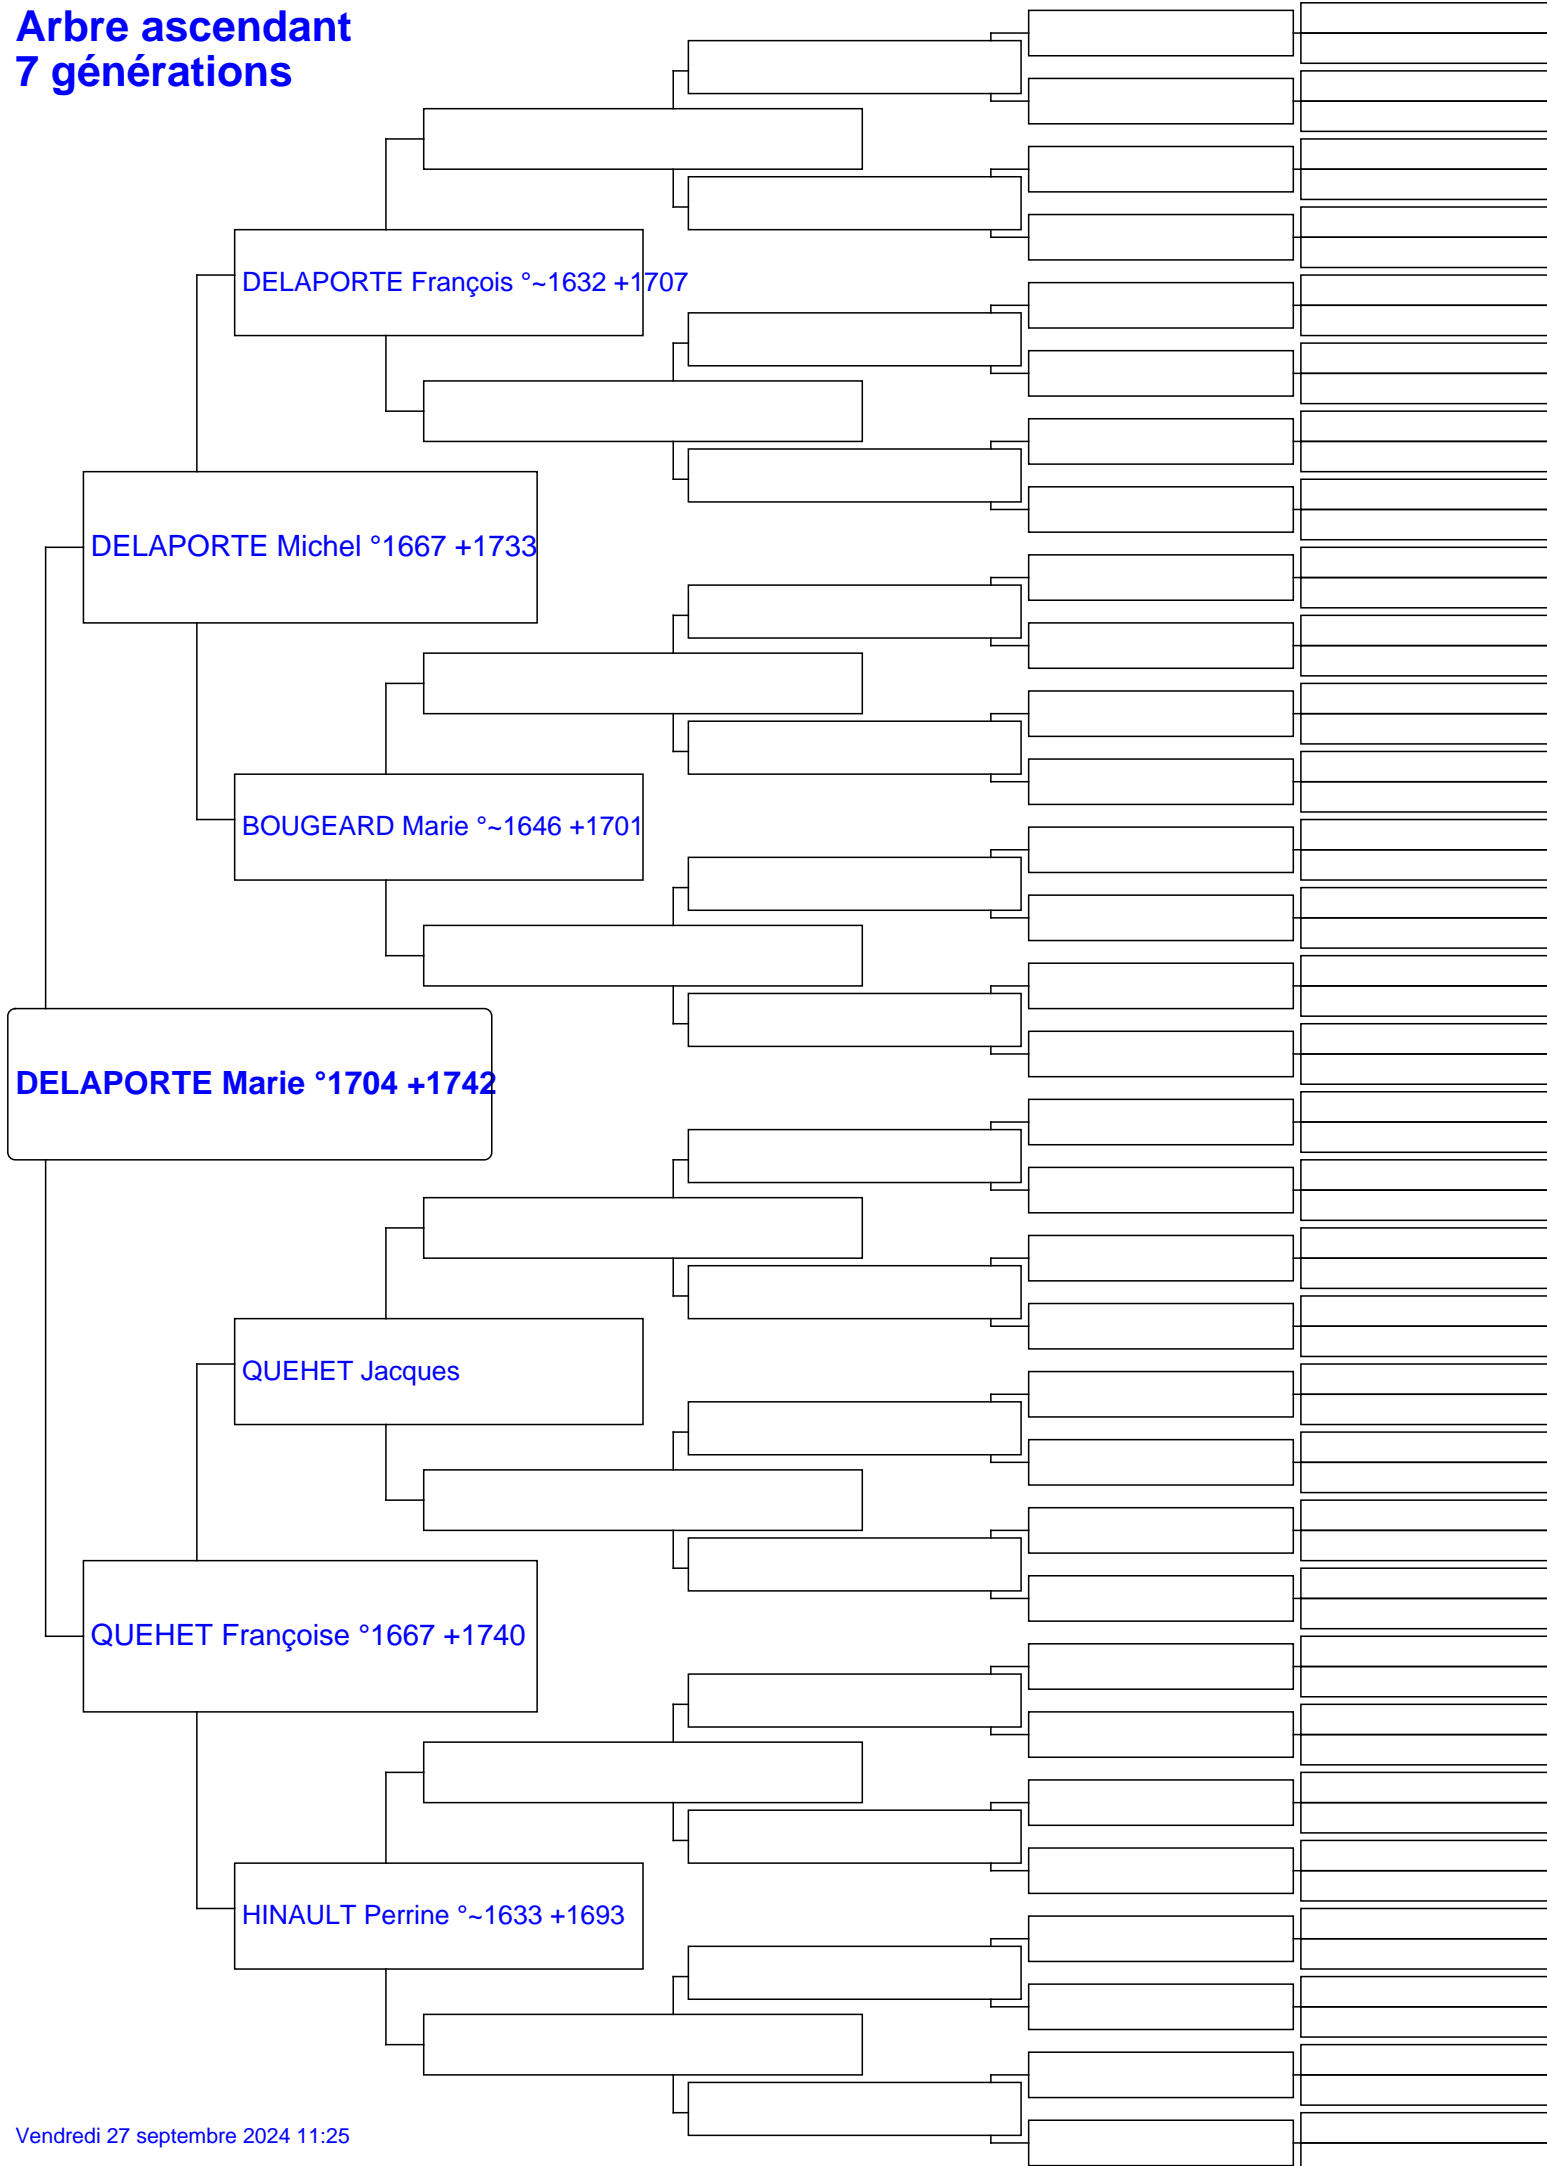 Arbre ascendant
7 générations
DELAPORTE François °~1632 +1707
DELAPORTE Michel °1667 +1733
BOUGEARD Marie °~1646 +1701
DELAPORTE Marie °1704 +1742
QUEHET Jacques
QUEHET Françoise °1667 +1740
HINAULT Perrine °~1633 +1693
Vendredi 27 septembre 2024 11:25